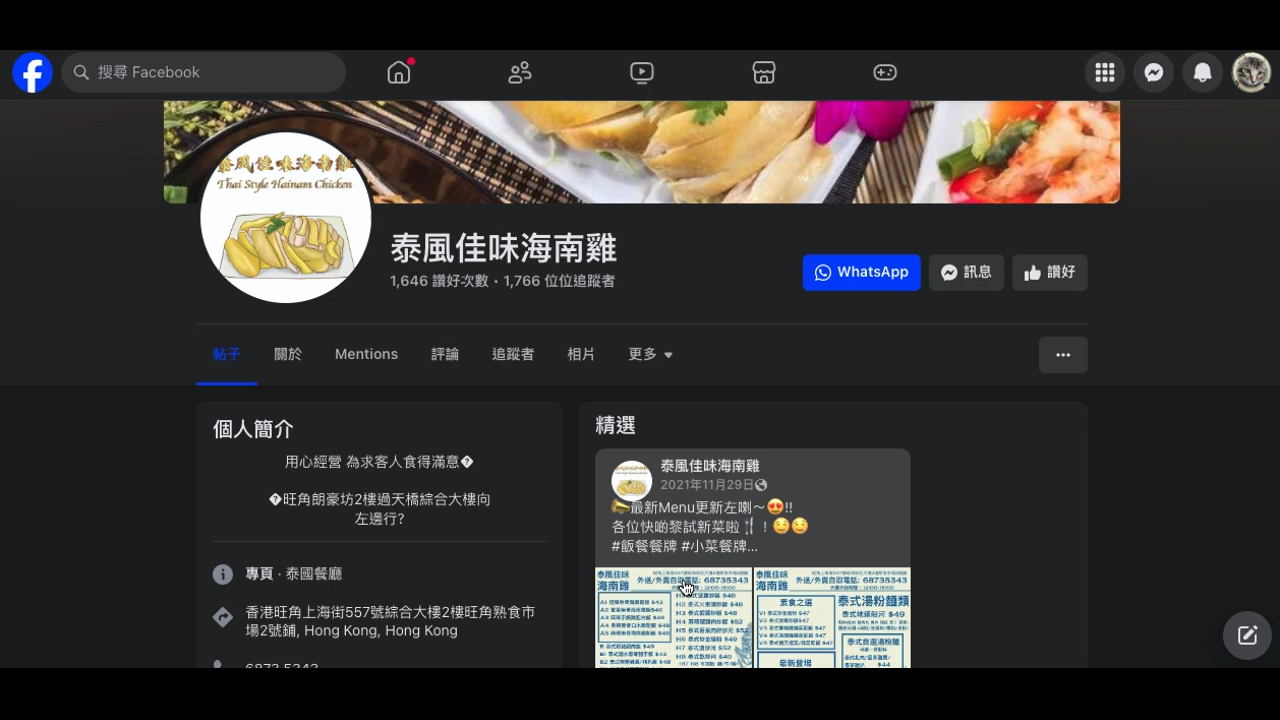 搜尋 Facebook
泰風佳味海南雞
Thai Style Hainam Chicken
泰風佳味海南雞
1,646 讚好次數 · 1,766 位位追蹤者
WhatsApp
訊息
讚好
帖子
關於
Mentions
評論
追蹤者
相片
更多
個人簡介
用心經營 為求客人食得滿意�
�旺角朗豪坊2樓過天橋綜合大樓向
左邊行?
專頁 · 泰國餐廳
香港旺角上海街557號綜合大樓2樓旺角熟食市
場2號鋪, Hong Kong, Hong Kong
6873 5343
精選
泰風佳味海南雞
2021年11月29日
📣最新Menu更新左喇～😍!!
各位快啲黎試新菜啦🍴！😋😋
#飯餐餐牌 #小菜餐牌...
泰風佳味
海南雞
外送/外賣自取電話: 68735343
泰風佳味
海南雞
外送/外賣自取電話: 68735343
素食之選
泰式湯粉麵類
泰式自選湯粉麵
最新登場
$44